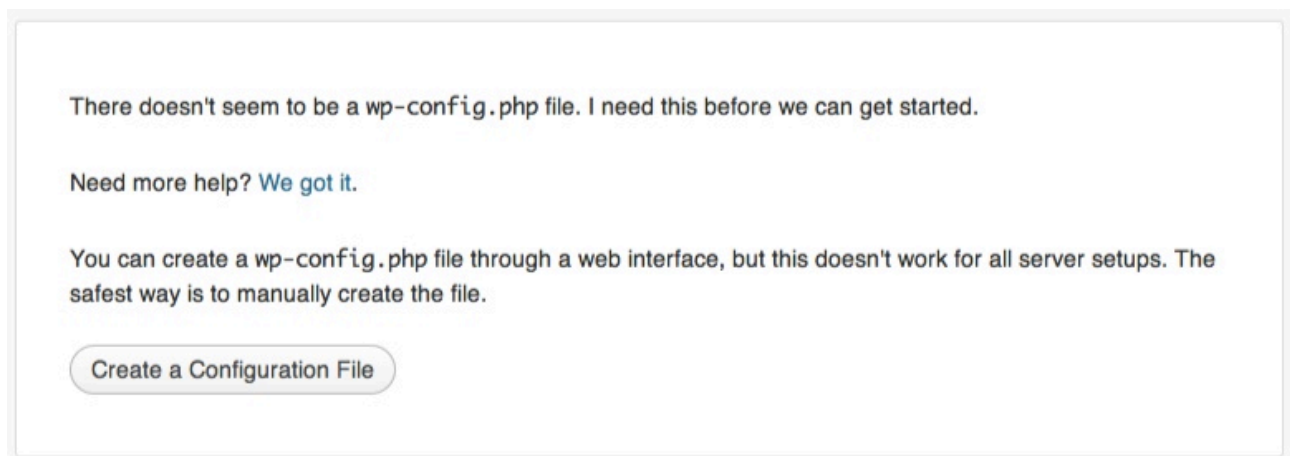 There doesn't seem to be a wp-config.php file. I need this before we can get started.
Need more help? We got it.
You can create a wp-config.php file through a web interface, but this doesn't work for all server setups. The
safest way is to manually create the file.
Create a Configuration File